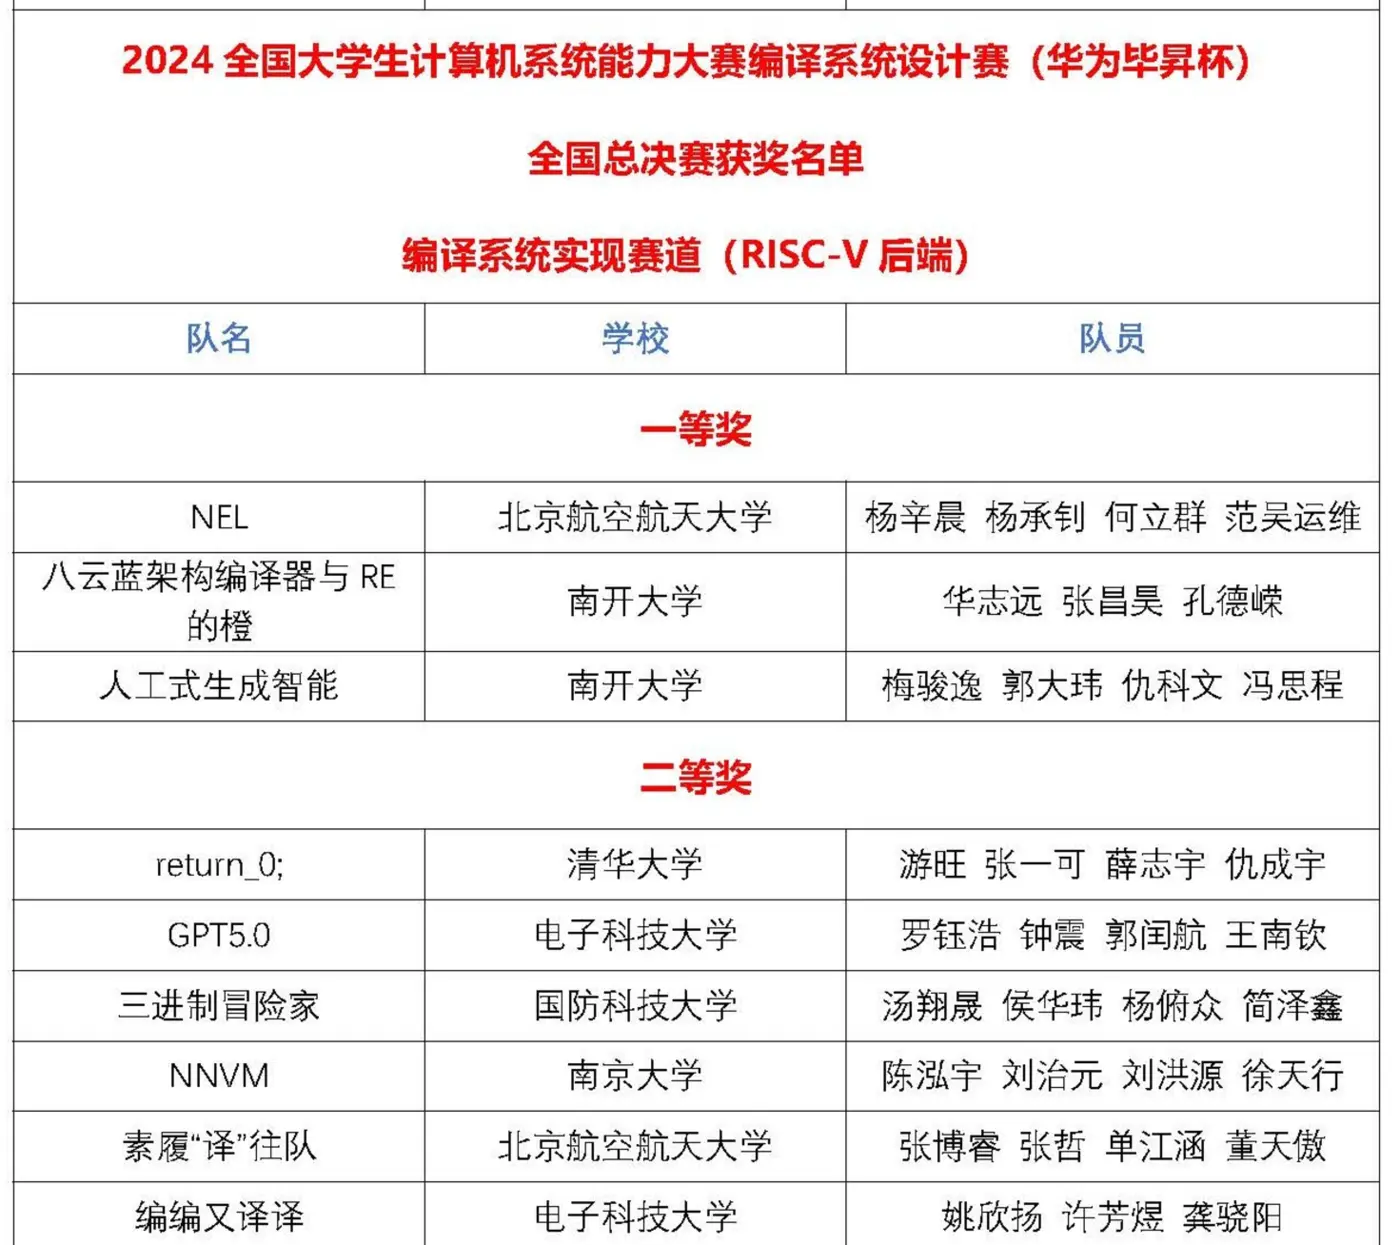 2024 全国大学生计算机系统能力大赛编译系统设计赛（华为毕昇杯）
全国总决赛获奖名单
编译系统实现赛道（RISC-V 后端）
队名 学校 队员
一等奖
NEL 北京航空航天大学 杨辛晨 杨承钊 何立群 范吴运维
八云蓝架构编译器与 RE
的橙 南开大学 华志远 张昌昊 孔德嵘
人工式生成智能 南开大学 梅骏逸 郭大玮 仇科文 冯思程
二等奖
return_0; 清华大学 游旺 张一可 薛志宇 仇成宇
GPT5.0 电子科技大学 罗钰浩 钟震 郭闰航 王南钦
三进制冒险家 国防科技大学 汤翔晟 侯华玮 杨俯众 简泽鑫
NNVM 南京大学 陈泓宇 刘治元 刘洪源 徐天行
素履“译”往队 北京航空航天大学 张博睿 张哲 单江涵 董天傲
编编又译译 电子科技大学 姚欣扬 许芳煜 龚骁阳